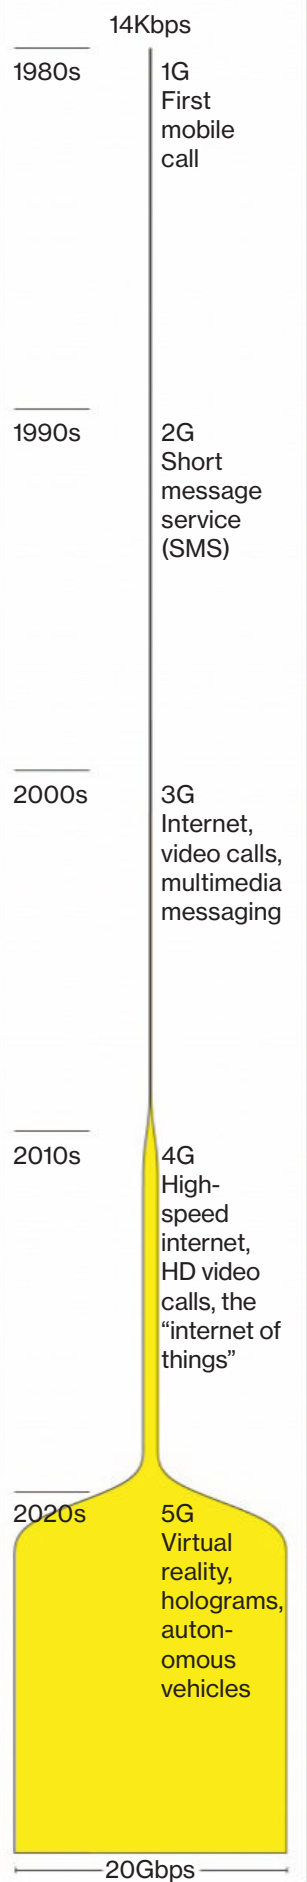 14Kbps
1980s
1G
First
mobile
call
1990s
2G
Short
message
service
(SMS)
2000s
3G
Internet,
video calls,
multimedia
messaging
2010s
4G
High-
speed
internet,
HD video
calls, the
“internet of
things”
2020s
5G
Virtual
reality,
holograms,
auton-
omous
vehicles
20Gbps